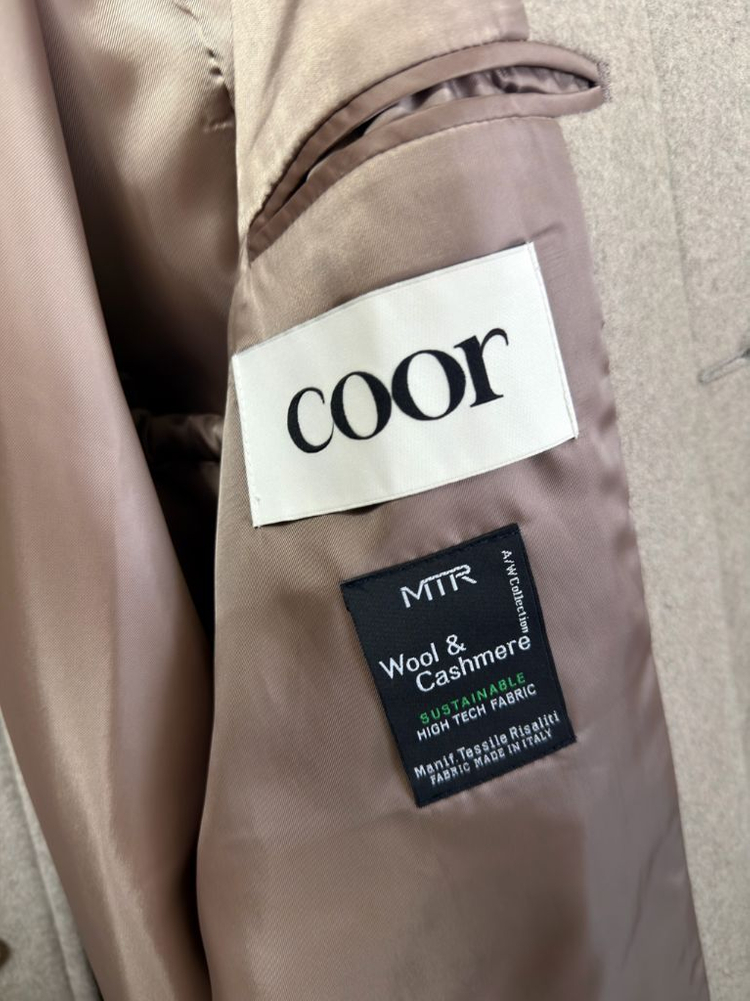 coor
MTR
A/W Collection
Wool &
Cashmere
SUSTAINABLE
HIGH TECH FABRIC
Manif. Tessile Risaliti
FABRIC MADE IN ITALY